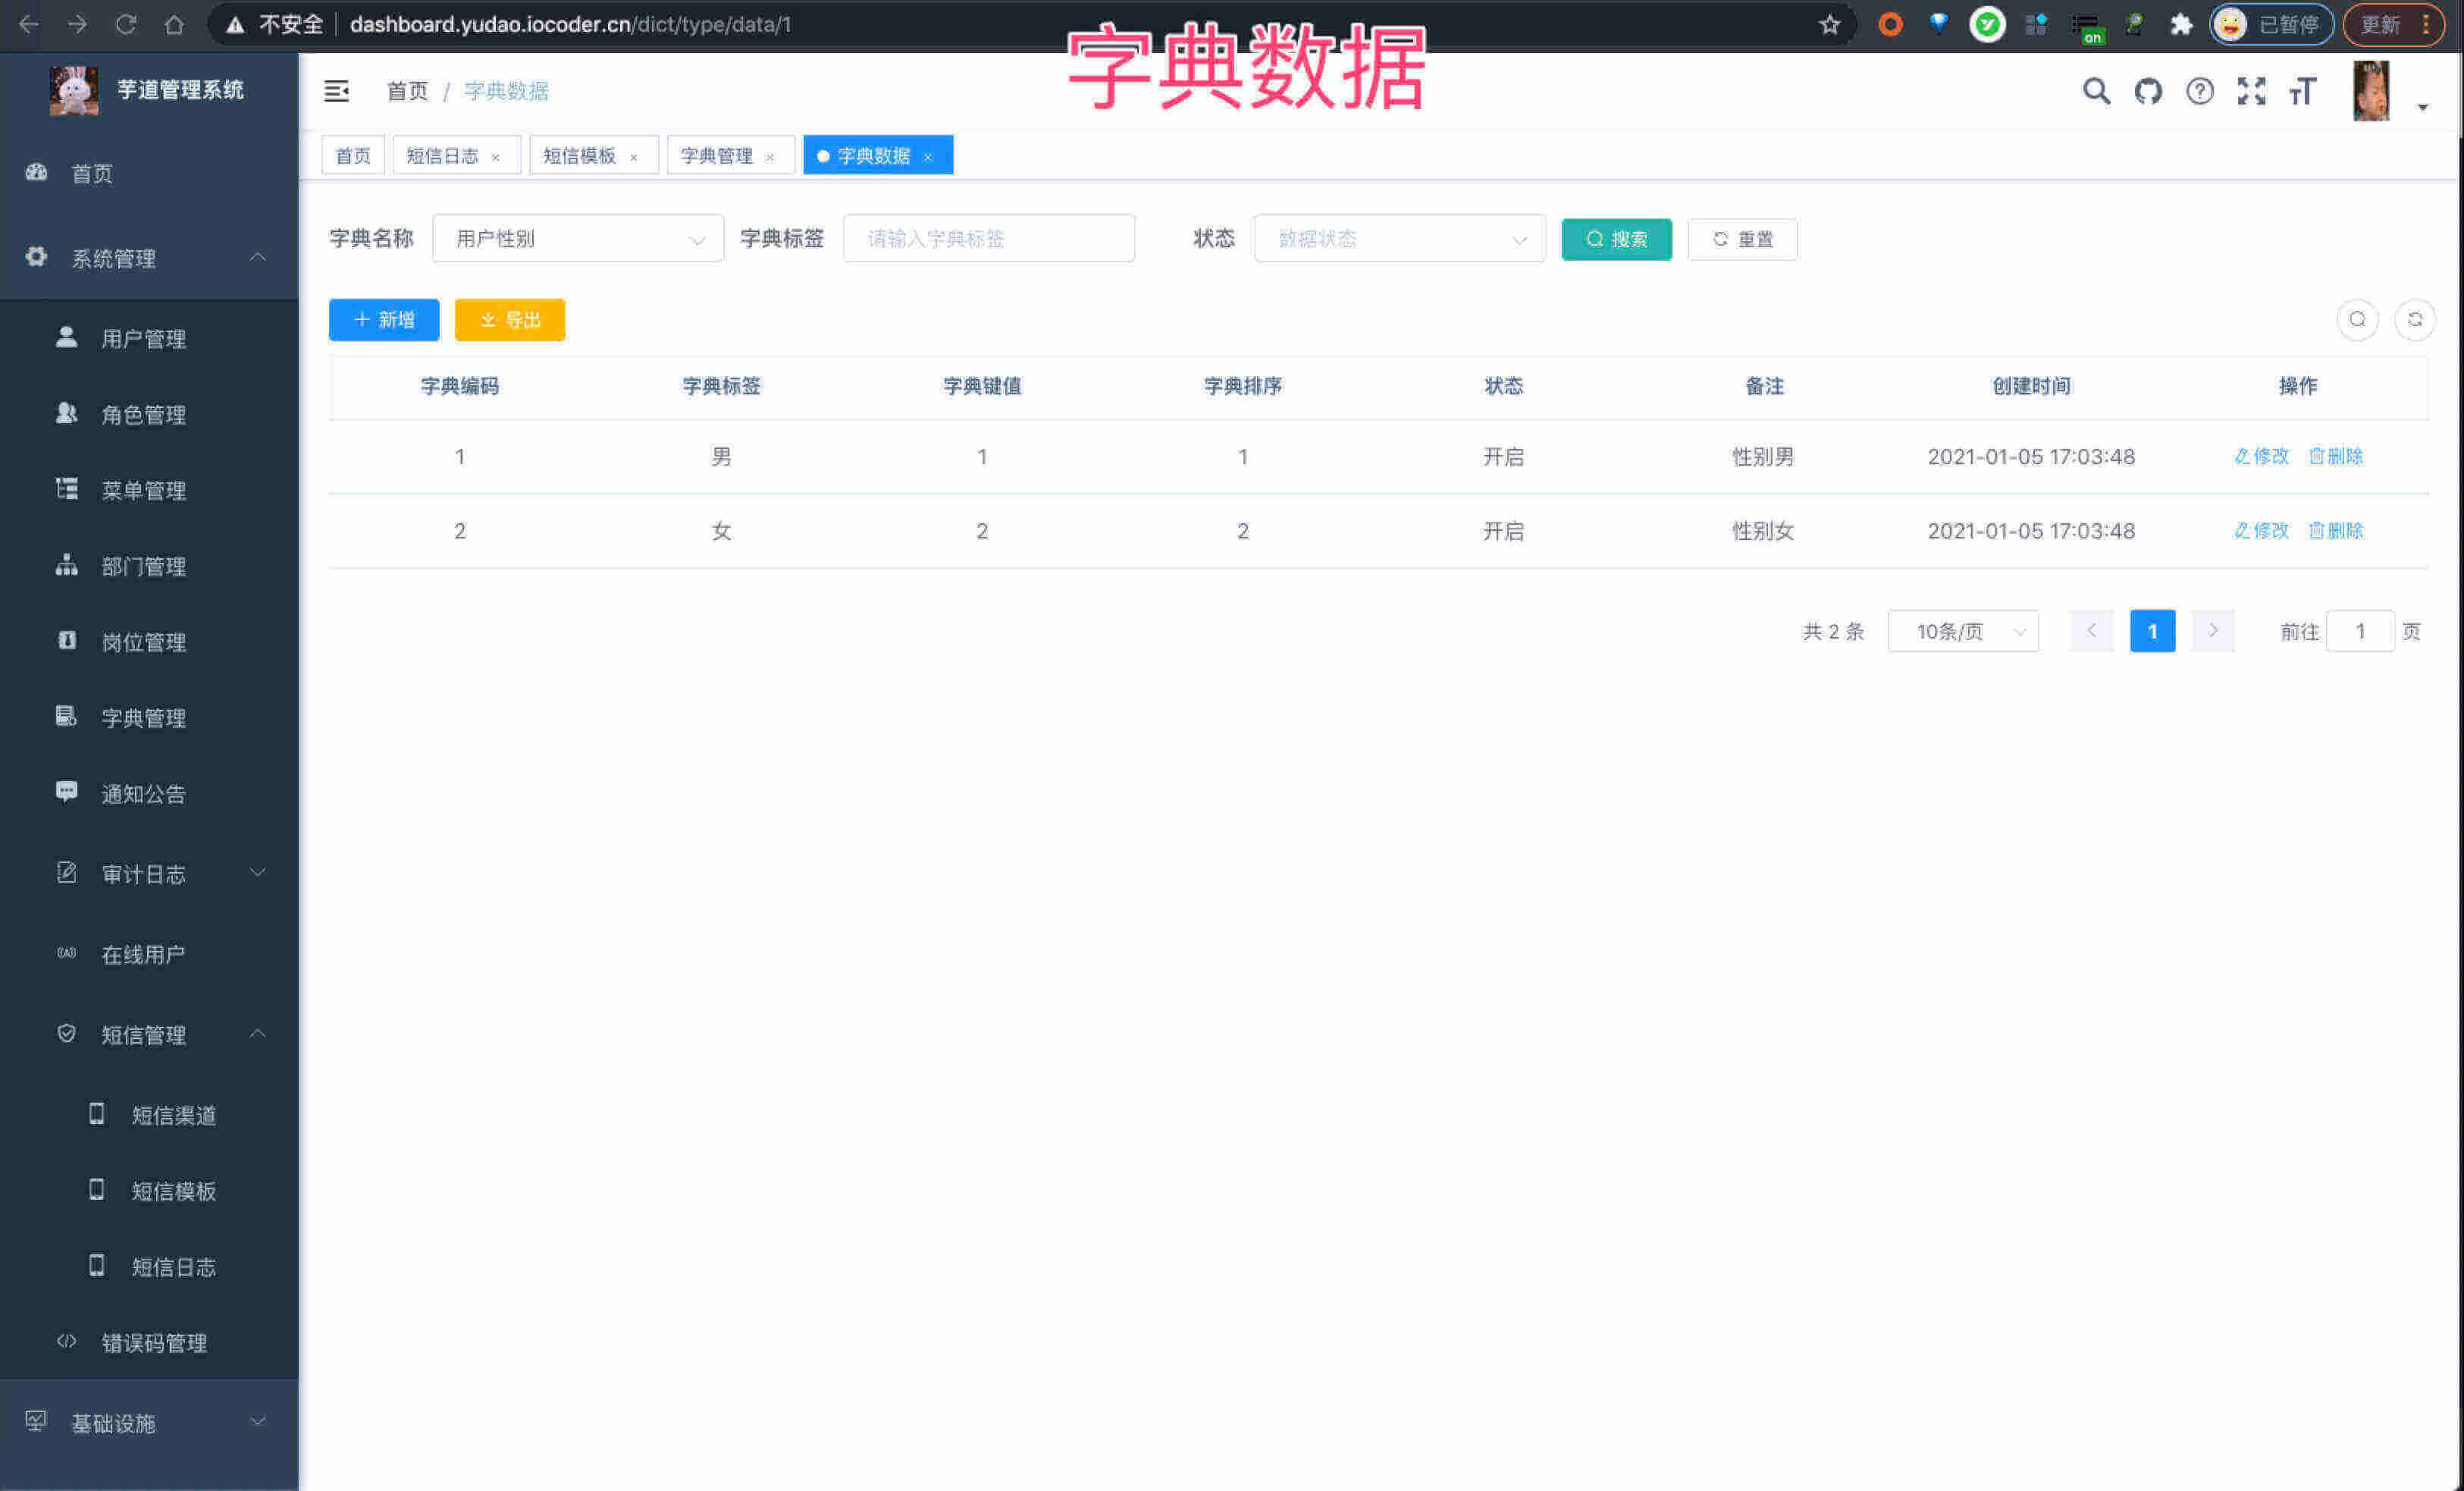 不安全 dashboard.yudao.iocoder.cn/dict/type/data/1
on 已暂停 更新
字典数据
芋道管理系统
首页 / 字典数据
首页 短信日志 × 短信模板 × 字典管理 × 字典数据 ×
首页
系统管理
用户管理
角色管理
菜单管理
部门管理
岗位管理
字典管理
通知公告
审计日志
在线用户
短信管理
短信渠道
短信模板
短信日志
错误码管理
基础设施
字典名称 用户性别 字典标签 请输入字典标签 状态 数据状态 搜索 重置
新增 导出
字典编码 字典标签 字典键值 字典排序 状态 备注 创建时间 操作
1 男 1 1 开启 性别男 2021-01-05 17:03:48 修改 删除
2 女 2 2 开启 性别女 2021-01-05 17:03:48 修改 删除
共 2 条 10条/页 1 前往 1 页